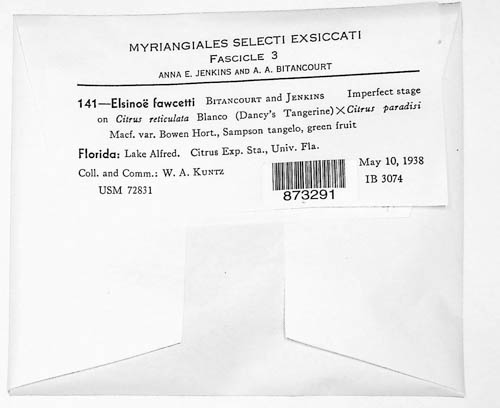 MYRIANGIALES SELECTI EXSICCATI
FASCICLE 3
ANNA E. JENKINS AND A. A. BITANCOURT
141—Elsinoë fawcetti BITANCOURT and JENKINS Imperfect stage
on Citrus reticulata Blanco (Dancy's Tangerine) X Citrus paradisi
Macf. var. Bowen Hort., Sampson tangelo, green fruit
Florida: Lake Alfred. Citrus Exp. Sta., Univ. Fla.
Coll. and Comm.: W. A. KUNTZ May 10, 1938
USM 72831 IB 3074
873291